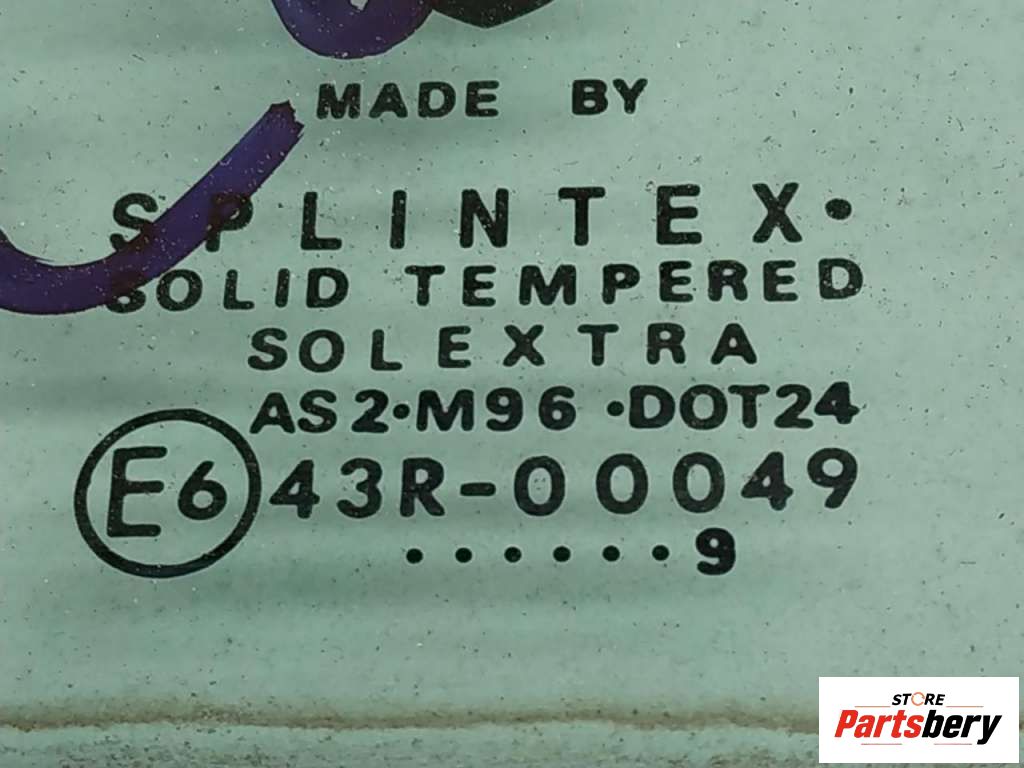 MADE BY
SPLINTEX•
SOLID TEMPERED
SOLEXTRA
AS2•M96 •DOT24
E6 43R-00049
••••••9
STORE
Partsbery